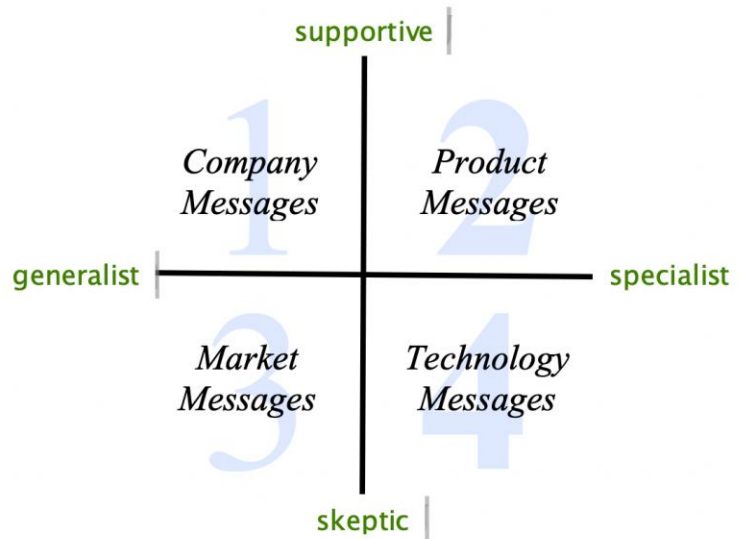 supportive
1
2
Company
Messages
Product
Messages
generalist
specialist
3
4
Market
Messages
Technology
Messages
skeptic